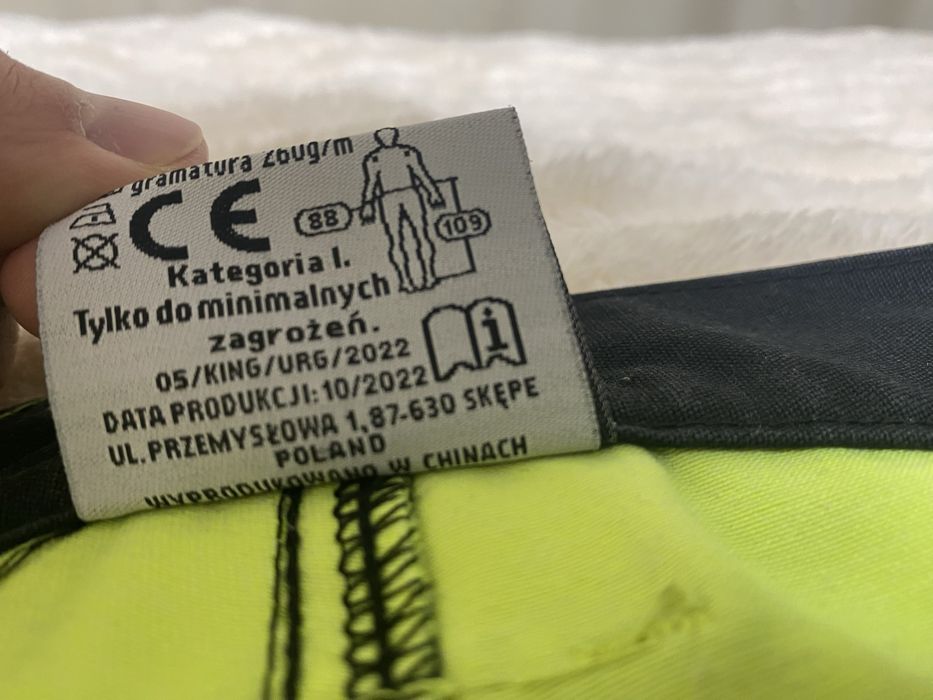 gramatura 260g/m
CE
88
109
Kategoria I.
Tylko do minimalnych
zagrożeń.
05/KING/URG/2022
DATA PRODUKCJI: 10/2022
UL. PRZEMYSŁOWA 1, 87-630 SKĘPE
POLAND
WYPRODUKOWANO W CHINACH